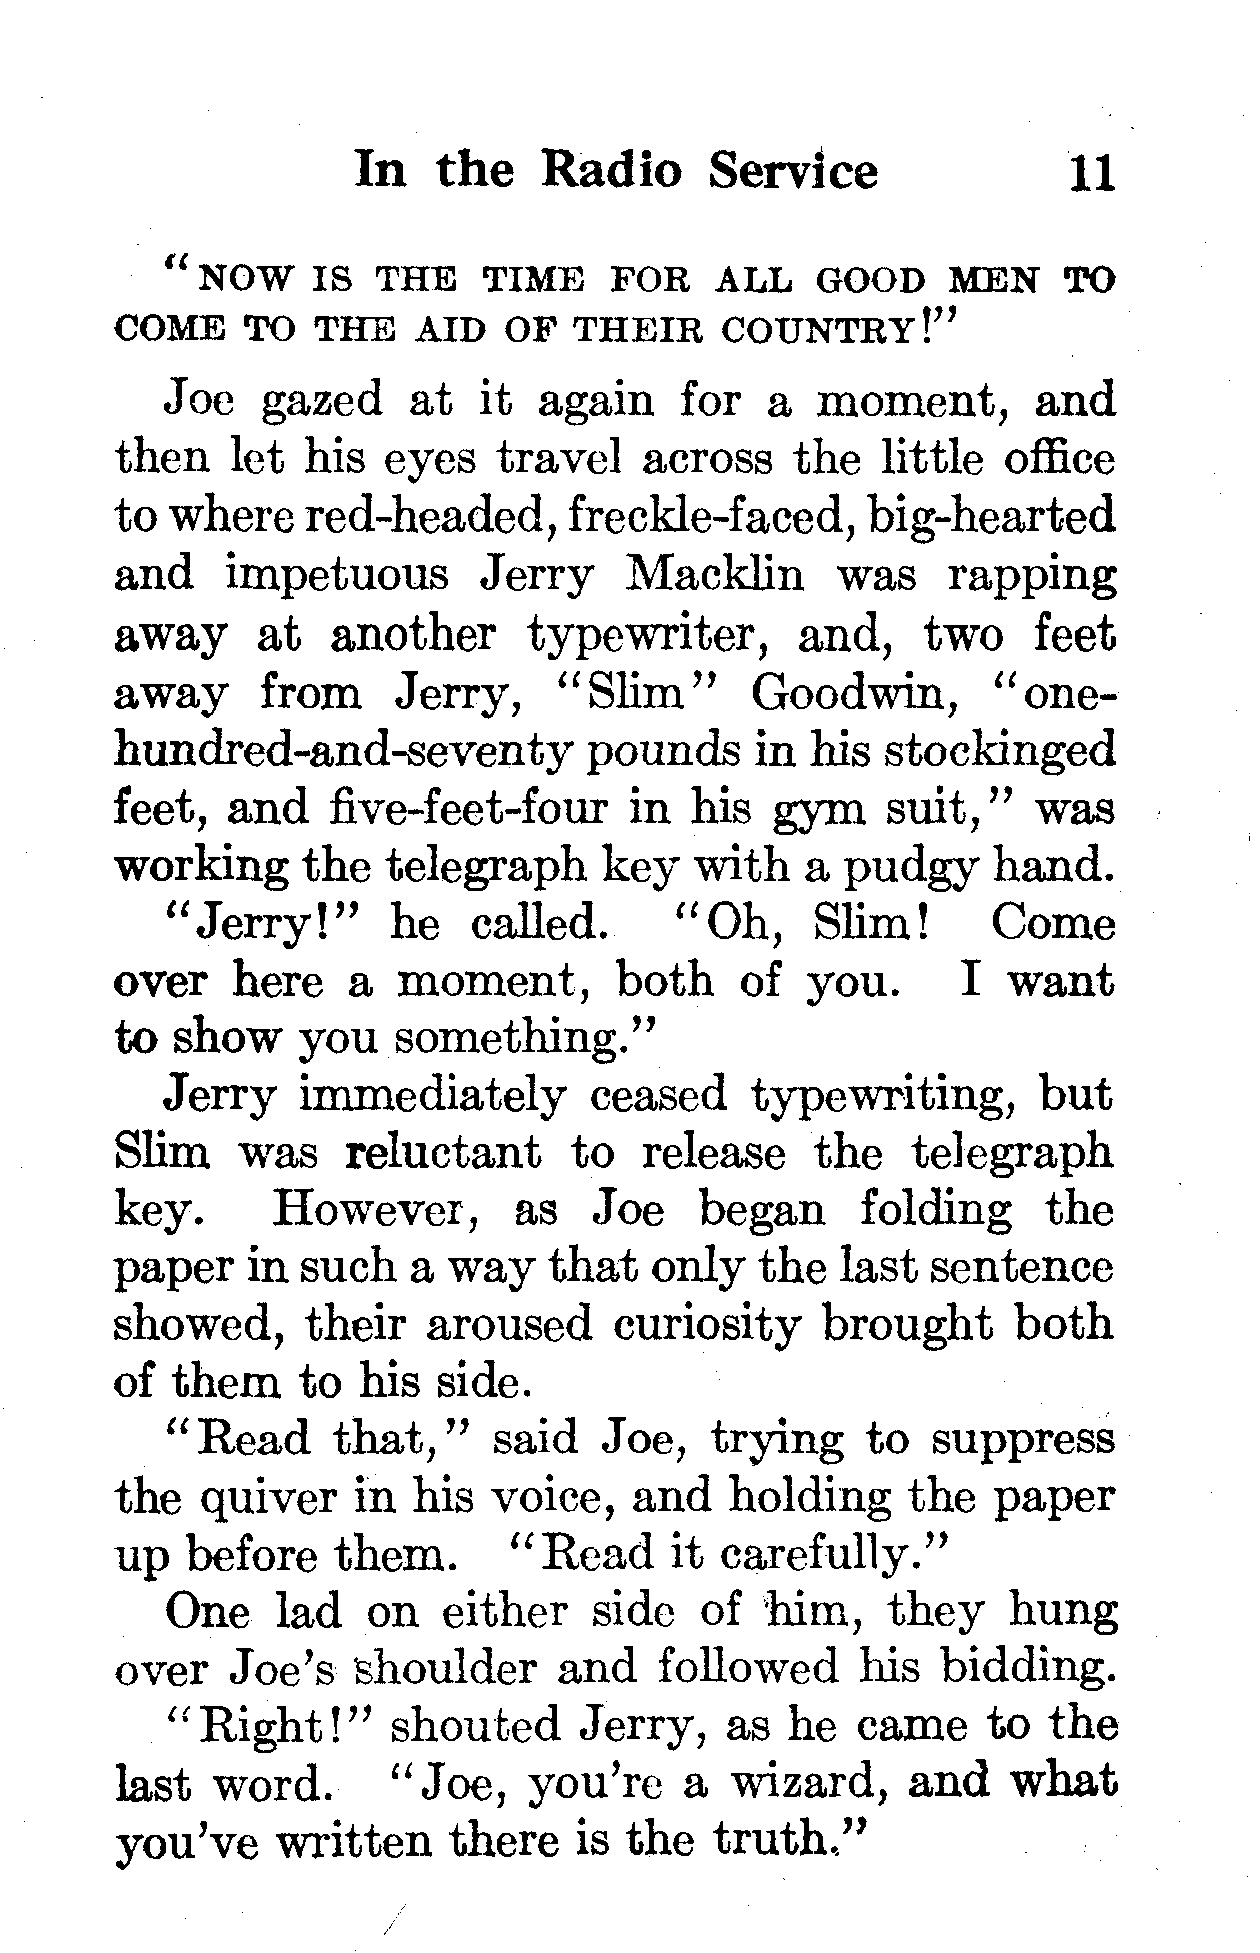 In the Radio Service 11
"NOW IS THE TIME FOR ALL GOOD MEN TO
COME TO THE AID OF THEIR COUNTRY!"
Joe gazed at it again for a moment, and
then let his eyes travel across the little office
to where red-headed, freckle-faced, big-hearted
and impetuous Jerry Macklin was rapping
away at another typewriter, and, two feet
away from Jerry, "Slim" Goodwin, "one-
hundred-and-seventy pounds in his stockinged
feet, and five-feet-four in his gym suit," was
working the telegraph key with a pudgy hand.
"Jerry!" he called. "Oh, Slim! Come
over here a moment, both of you. I want
to show you something."
Jerry immediately ceased typewriting, but
Slim was reluctant to release the telegraph
key. However, as Joe began folding the
paper in such a way that only the last sentence
showed, their aroused curiosity brought both
of them to his side.
"Read that," said Joe, trying to suppress
the quiver in his voice, and holding the paper
up before them. "Read it carefully."
One lad on either side of him, they hung
over Joe's shoulder and followed his bidding.
"Right!" shouted Jerry, as he came to the
last word. "Joe, you're a wizard, and what
you've written there is the truth."